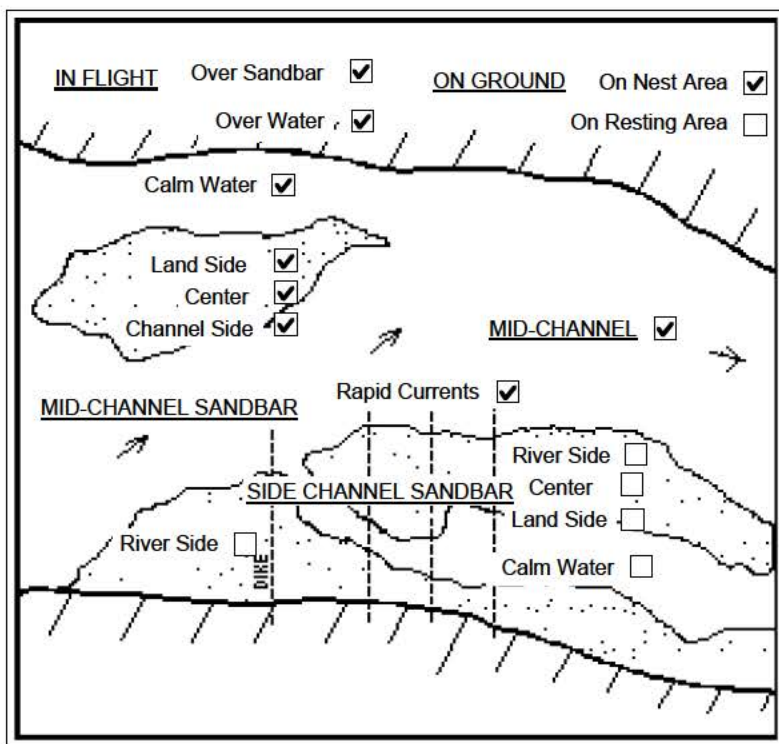 IN FLIGHT Over Sandbar ON GROUND On Nest Area
Over Water On Resting Area
Calm Water
Land Side
Center
Channel Side
MID-CHANNEL
Rapid Currents
MID-CHANNEL SANDBAR
River Side
SIDE CHANNEL SANDBAR Center
Land Side
River Side
DIKE
Calm Water